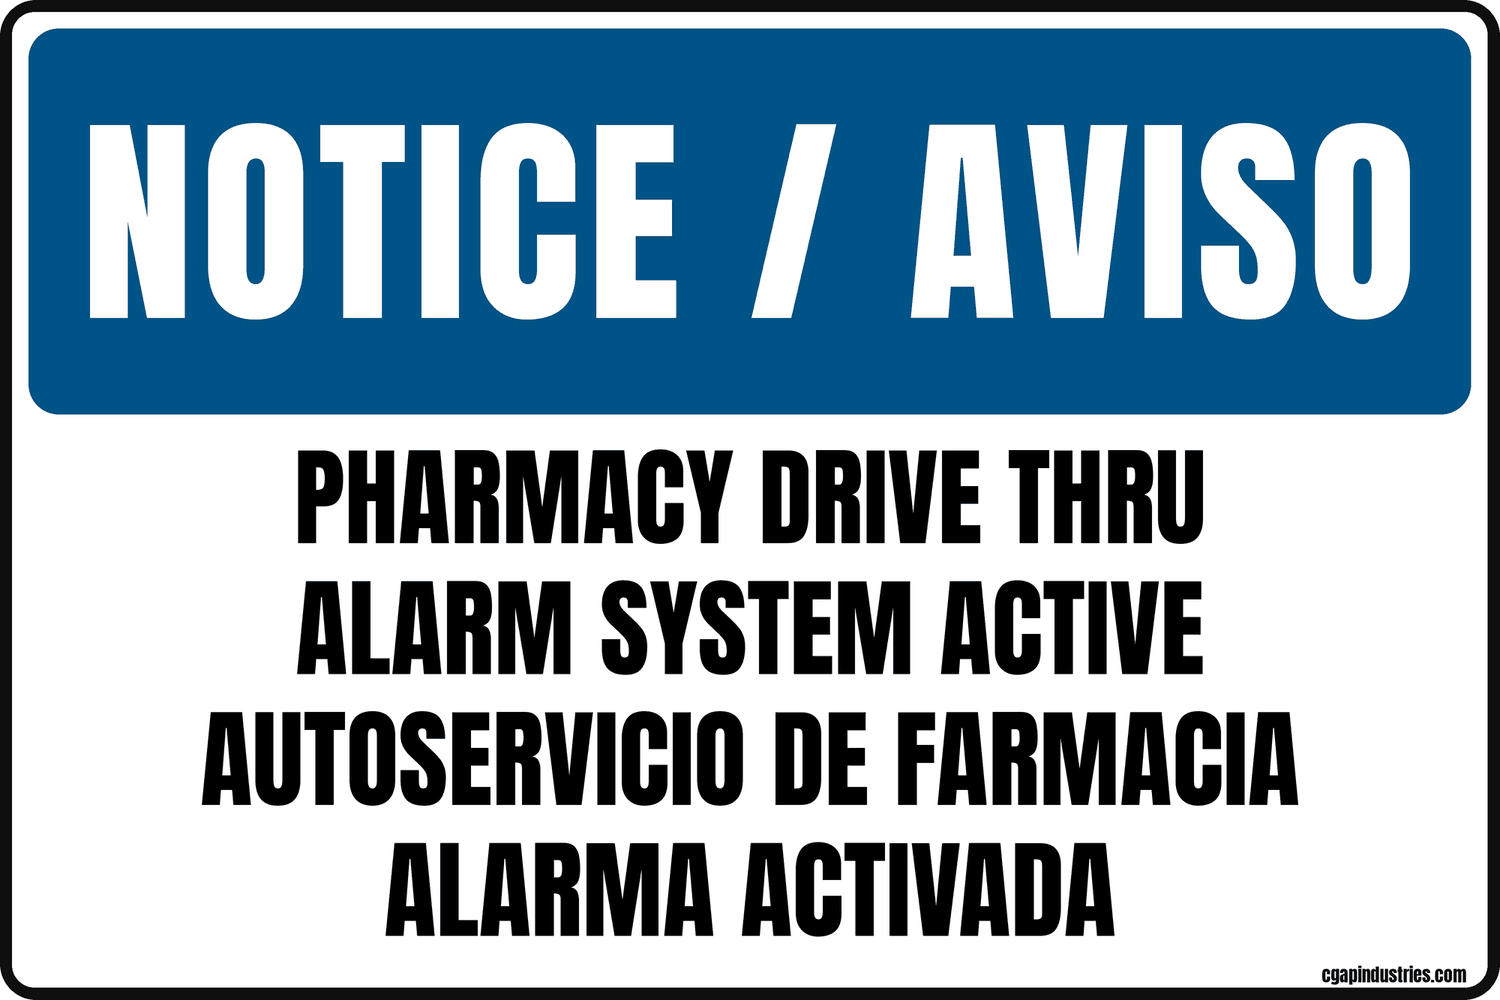 NOTICE / AVISO
PHARMACY DRIVE THRU
ALARM SYSTEM ACTIVE
AUTOSERVICIO DE FARMACIA
ALARMA ACTIVADA
cgapindustries.com